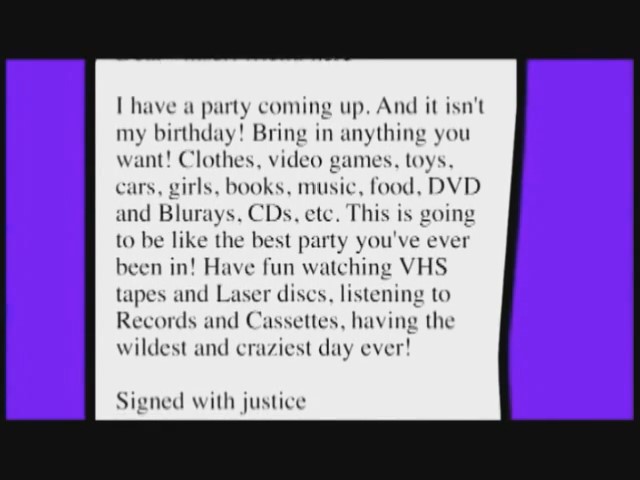 I have a party coming up. And it isn't
my birthday! Bring in anything you
want! Clothes, video games, toys,
cars, girls, books, music, food, DVD
and Blurays, CDs, etc. This is going
to be like the best party you've ever
been in! Have fun watching VHS
tapes and Laser discs, listening to
Records and Cassettes, having the
wildest and craziest day ever!
Signed with justice